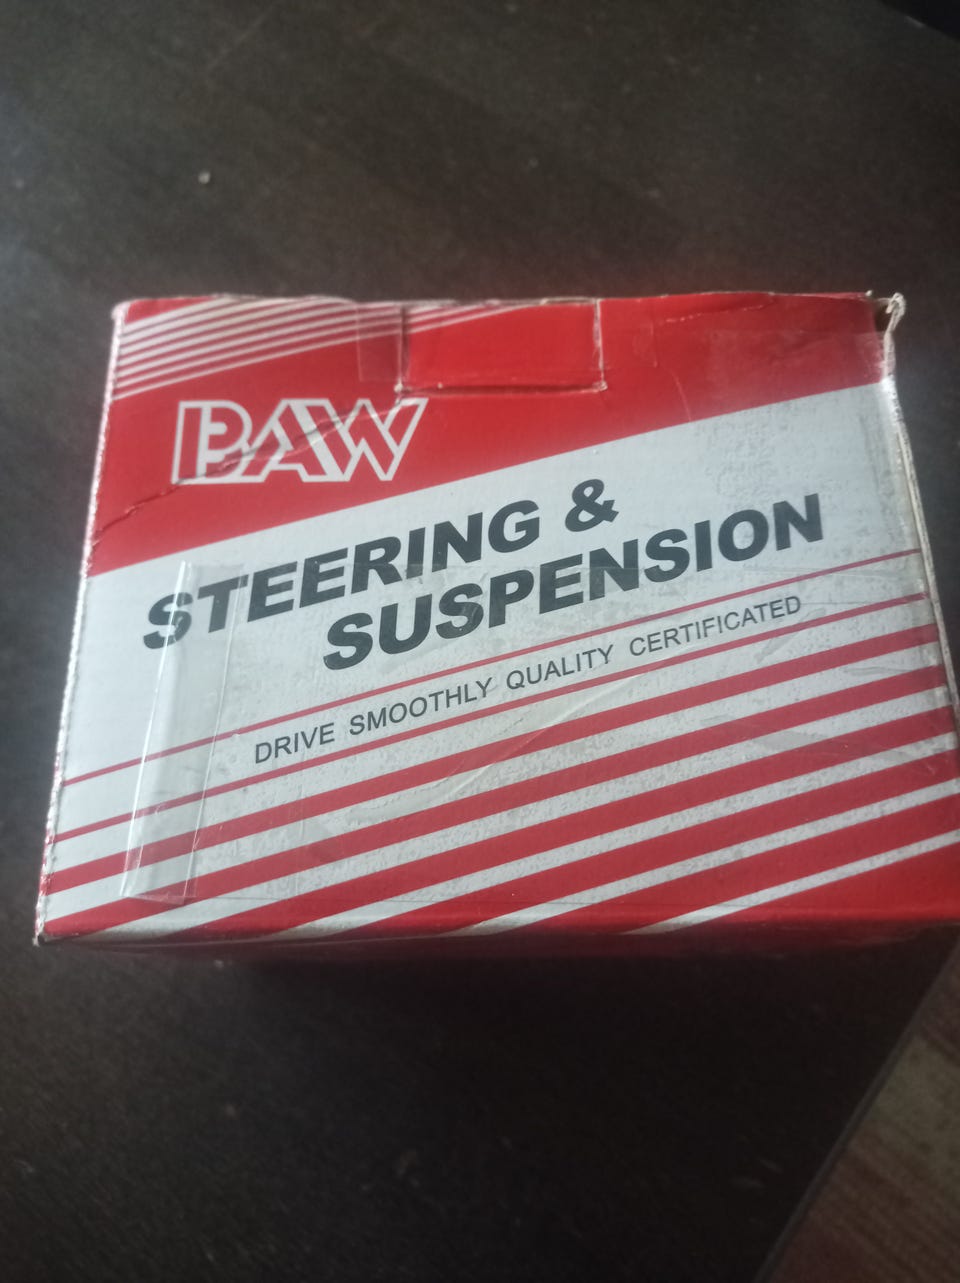 BAW
STEERING &
SUSPENSION
DRIVE SMOOTHLY QUALITY CERTIFICATED